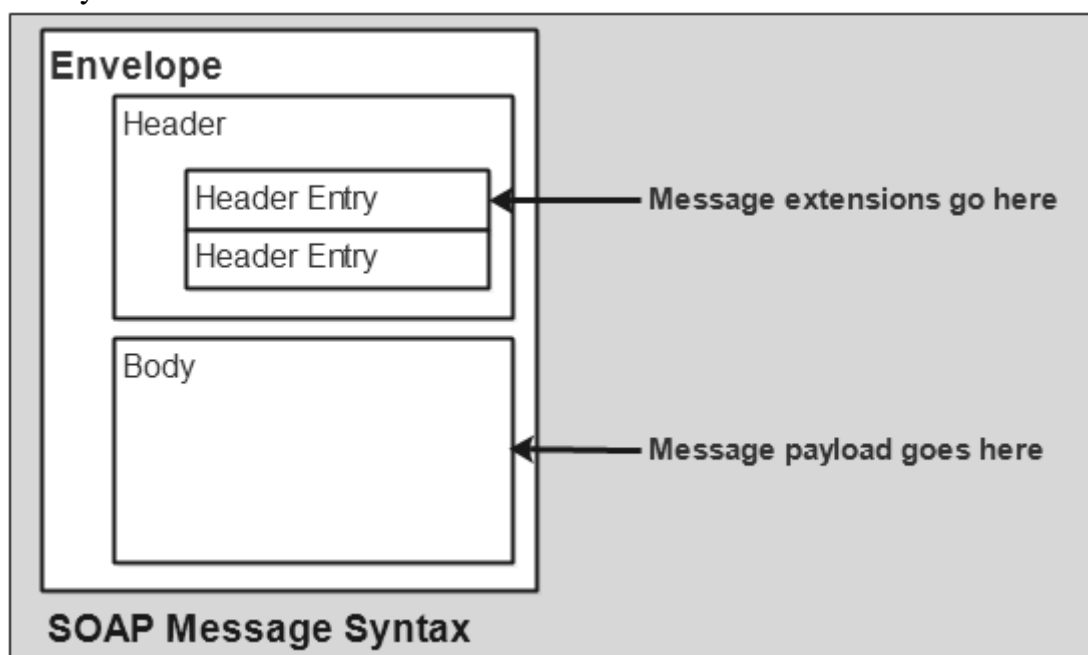 Envelope
Header
Header Entry
Message extensions go here
Header Entry
Body
Message payload goes here
SOAP Message Syntax